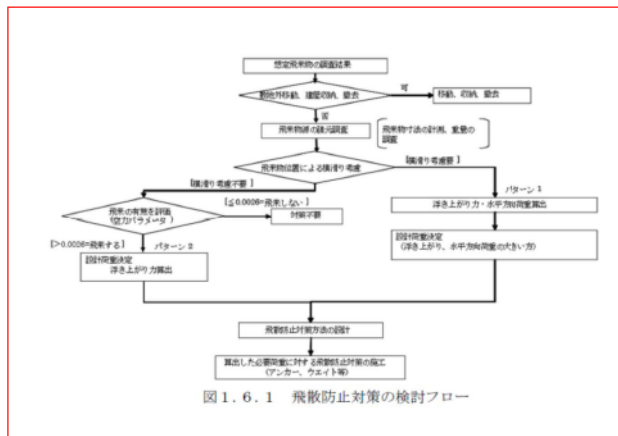 想定飛来物の調査結果
敷地外移動、建屋収納、撤去
可
移動、収納、撤去
否
飛来物源の諸元調査
飛来物寸法の計測、重量の
調査
飛来物位置による横滑り考慮
[横滑り考慮不要]
[横滑り考慮要]
パターン1
飛来の有無を評価
(空力パラメータ)
[≦0.0026=飛来しない]
対策不要
浮き上がり力・水平方向荷重算出
[>0.0026=飛来する]
パターン2
設計荷重決定
浮き上がり力算出
設計荷重決定
(浮き上がり、水平方向荷重の大きい方)
飛散防止対策方法の設計
算出した必要荷重に対する飛散防止対策の施工
(アンカー、ウエイト等)
図1.6.1 飛散防止対策の検討フロー